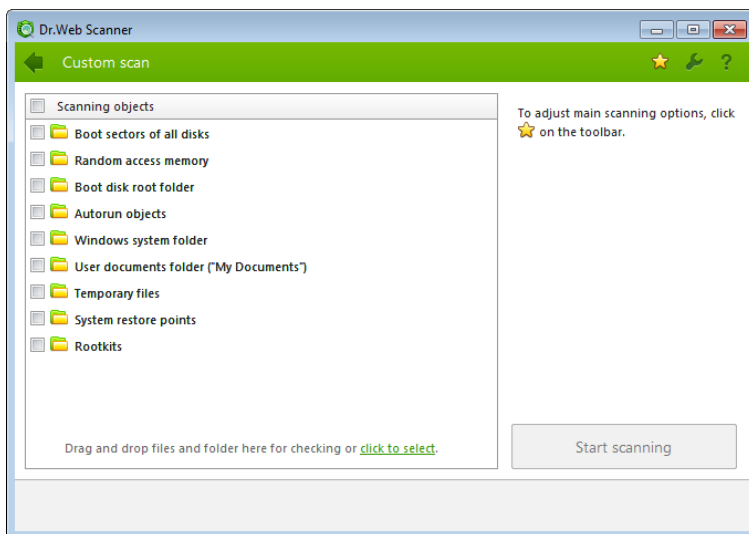 Dr.Web Scanner
Custom scan
?
Scanning objects
Boot sectors of all disks
Random access memory
Boot disk root folder
Autorun objects
Windows system folder
User documents folder ("My Documents")
Temporary files
System restore points
Rootkits
Drag and drop files and folder here for checking or click to select.
To adjust main scanning options, click
on the toolbar.
Start scanning